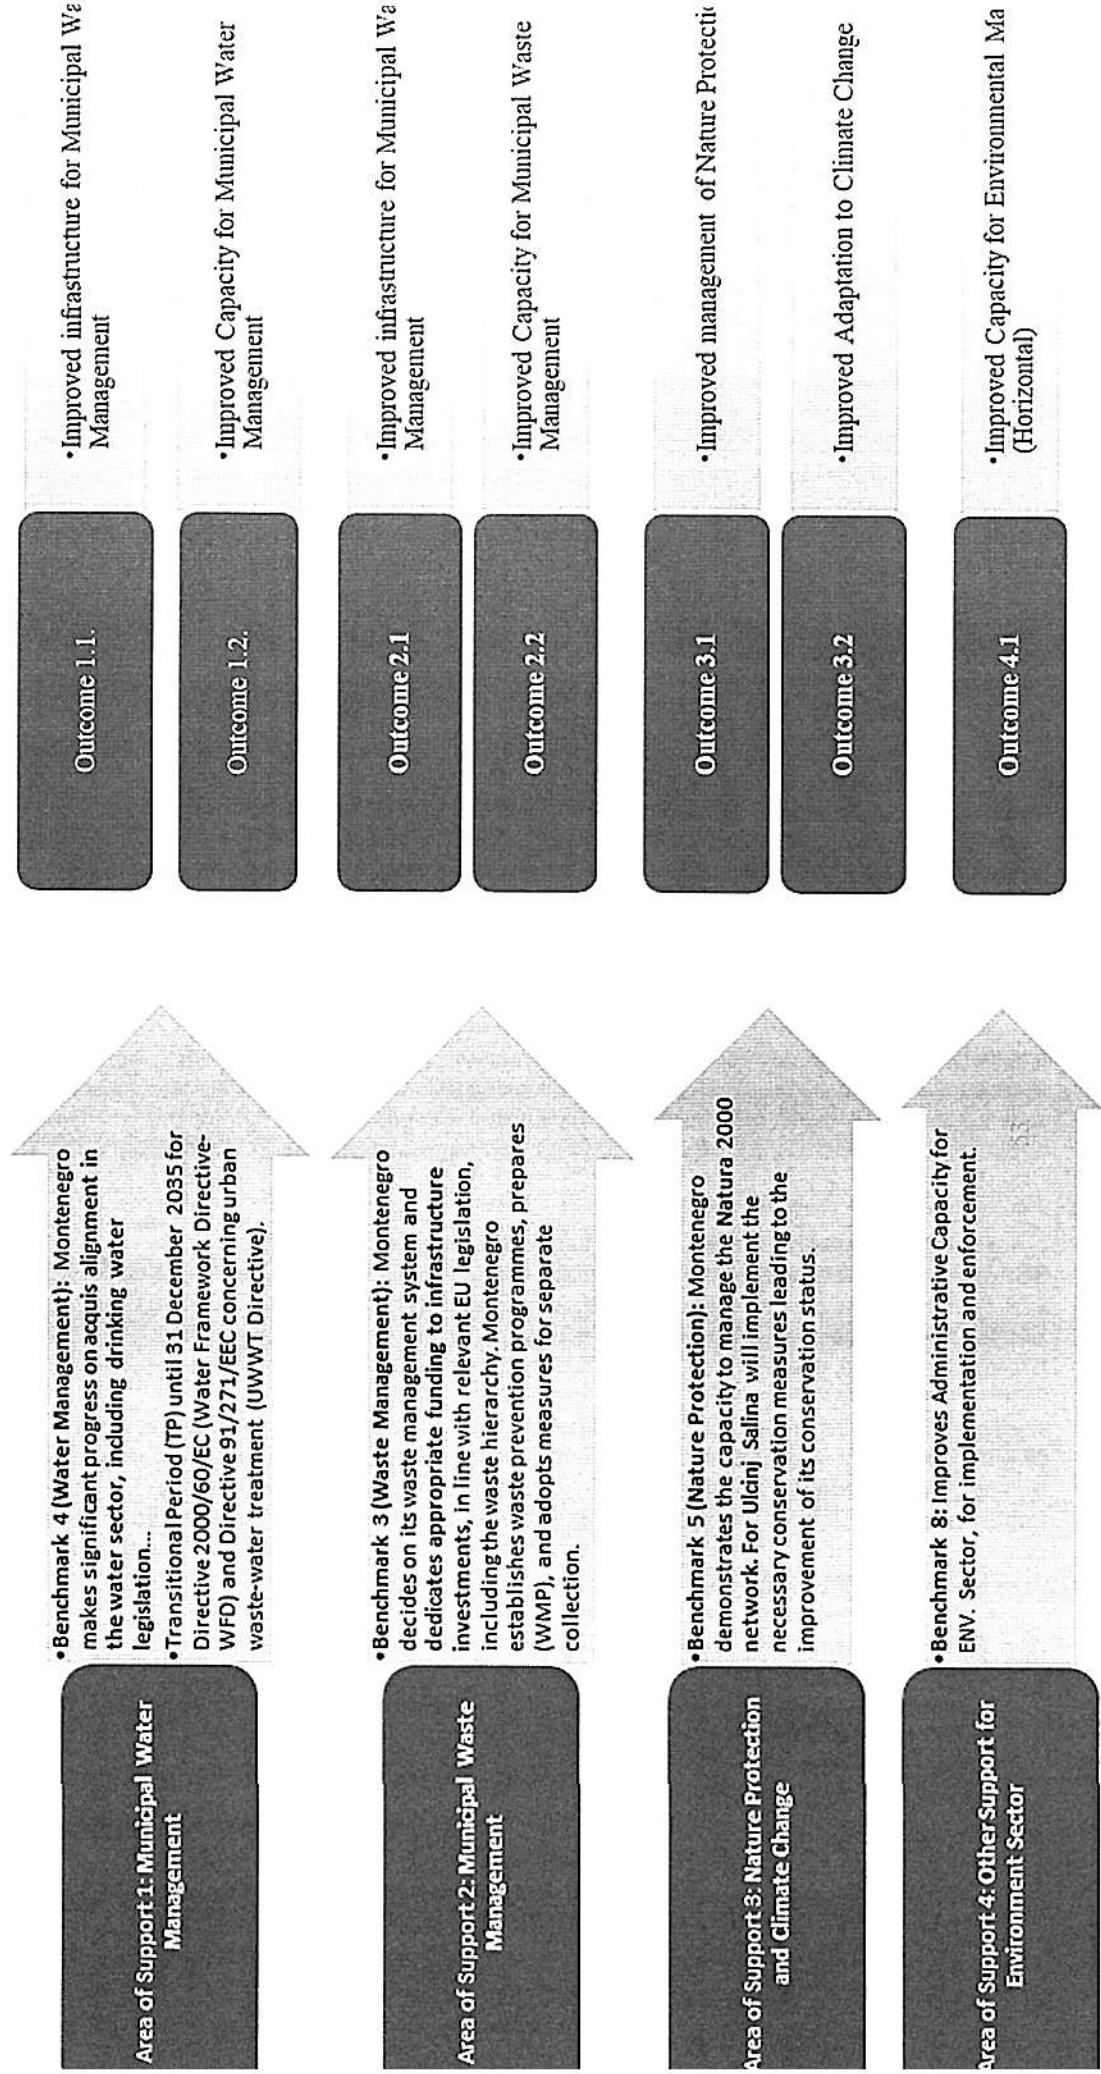 Area of Support 1: Municipal Water
Management
•Benchmark 4 (Water Management): Montenegro
makes significant progress on acquis alignment in
the water sector, including drinking water
legislation...
•Transitional Period (TP) until 31 December 2035 for
Directive 2000/60/EC (Water Framework Directive-
WFD) and Directive 91/271/EEC concerning urban
waste-water treatment (UWWT Directive).
Outcome 1.1.
•Improved infrastructure for Municipal Wa
Management
Outcome 1.2.
•Improved Capacity for Municipal Water
Management
Area of Support 2: Municipal Waste
Management
•Benchmark 3 (Waste Management): Montenegro
decides on its waste management system and
dedicates appropriate funding to infrastructure
investments, in line with relevant EU legislation,
including the waste hierarchy. Montenegro
establishes waste prevention programmes, prepares
(WMP), and adopts measures for separate
collection.
Outcome 2.1
•Improved infrastructure for Municipal Wa
Management
Outcome 2.2
•Improved Capacity for Municipal Waste
Management
Area of Support 3: Nature Protection
and Climate Change
•Benchmark 5 (Nature Protection): Montenegro
demonstrates the capacity to manage the Natura 2000
network. For Ulcinj Salina will implement the
necessary conservation measures leading to the
improvement of its conservation status.
Outcome 3.1
•Improved management of Nature Protectio
Outcome 3.2
•Improved Adaptation to Climate Change
Area of Support 4: Other Support for
Environment Sector
•Benchmark 8: Improves Administrative Capacity for
ENV. Sector, for implementation and enforcement.
53
Outcome 4.1
•Improved Capacity for Environmental Ma
(Horizontal)